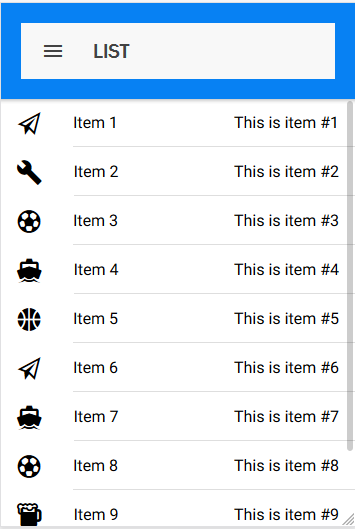 LIST
Item 1 This is item #1
Item 2 This is item #2
Item 3 This is item #3
Item 4 This is item #4
Item 5 This is item #5
Item 6 This is item #6
Item 7 This is item #7
Item 8 This is item #8
Item 9 This is item #9